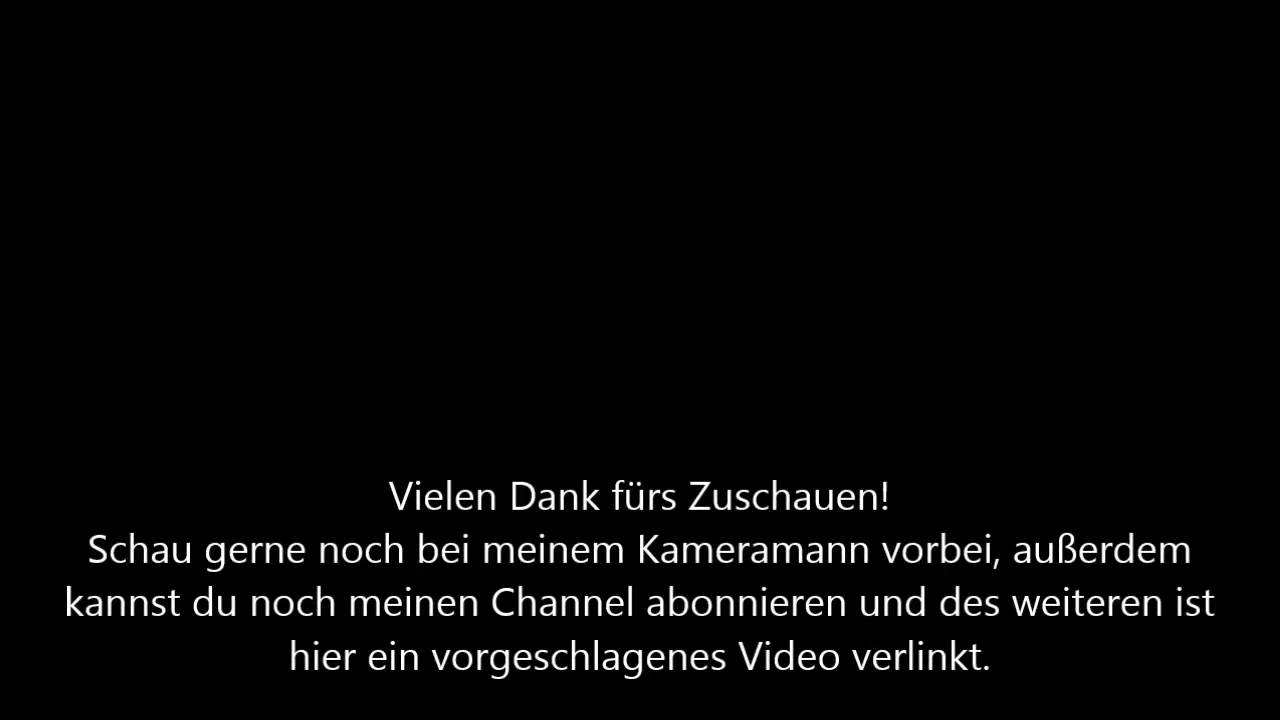 Vielen Dank fürs Zuschauen!
Schau gerne noch bei meinem Kameramann vorbei, außerdem
kannst du noch meinen Channel abonnieren und des weiteren ist
hier ein vorgeschlagenes Video verlinkt.